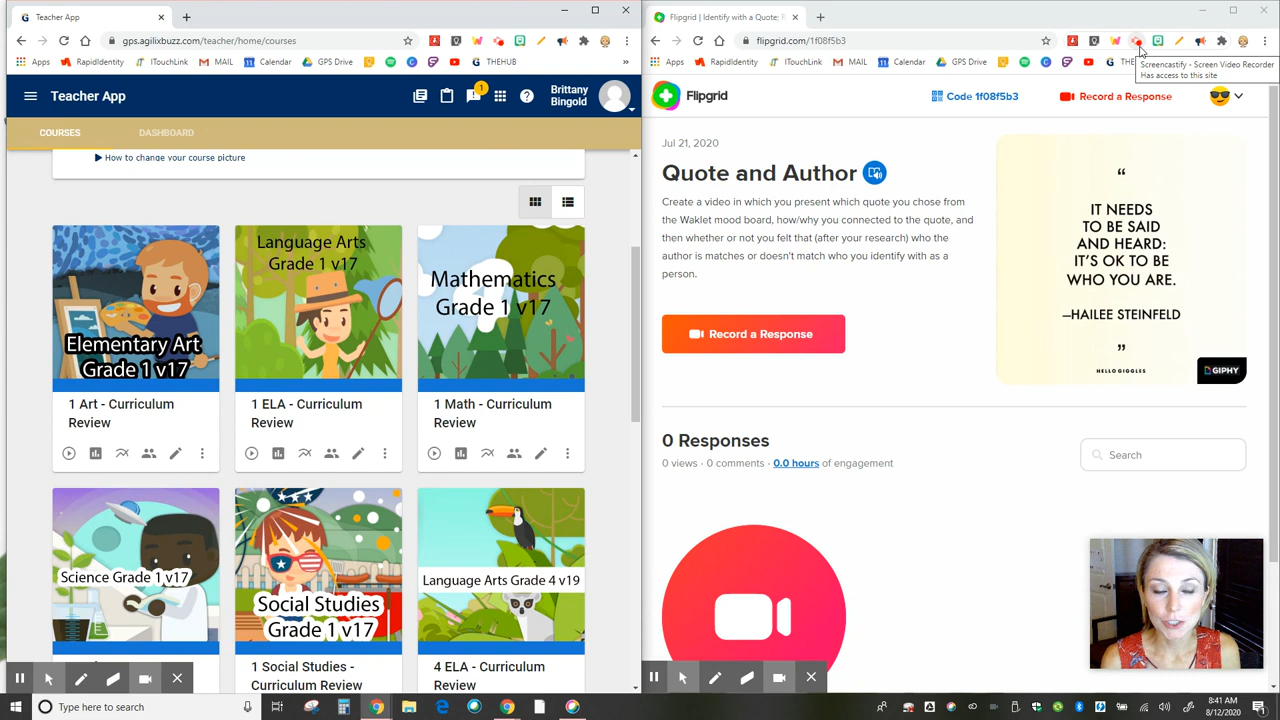 Teacher App
gps.agilixbuzz.com/teacher/home/courses
Apps RapidIdentity ITouchLink MAIL Calendar GPS Drive THEHUB
Teacher App
1
Brittany
Bingold
COURSES DASHBOARD
How to change your course picture
Elementary Art
Grade 1 v17
1 Art - Curriculum
Review
Language Arts
Grade 1 v17
1 ELA - Curriculum
Review
Mathematics
Grade 1 v17
1 Math - Curriculum
Review
Science Grade 1 v17
Social Studies
Grade 1 v17
1 Social Studies -
Curriculum Review
Language Arts Grade 4 v19
4 ELA - Curriculum
Review
Flipgrid | Identify with a Quote:
flipgrid.com/1f08f5b3
Apps RapidIdentity ITouchLink MAIL Calendar GPS Drive THE
Screencastify - Screen Video Recorder
Has access to this site
Flipgrid
Code 1f08f5b3
Record a Response
Jul 21, 2020
Quote and Author
Create a video in which you present which quote you chose from
the Waklet mood board, how/why you connected to the quote, and
then whether or not you felt that (after your research) who the
author is matches or doesn't match who you identify with as a
person.
Record a Response
“
IT NEEDS
TO BE SAID
AND HEARD:
IT'S OK TO BE
WHO YOU ARE.
—HAILEE STEINFELD
”
HELLO GIGGLES
GIPHY
0 Responses
0 views · 0 comments · 0.0 hours of engagement
Search
Type here to search
8:41 AM
8/12/2020